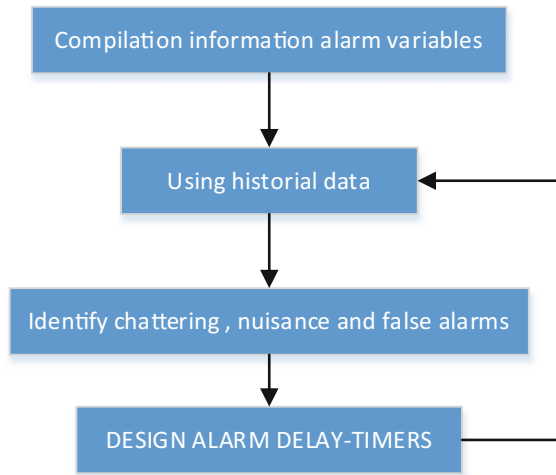 Compilation information alarm variables
Using historial data
Identify chattering , nuisance and false alarms
DESIGN ALARM DELAY-TIMERS